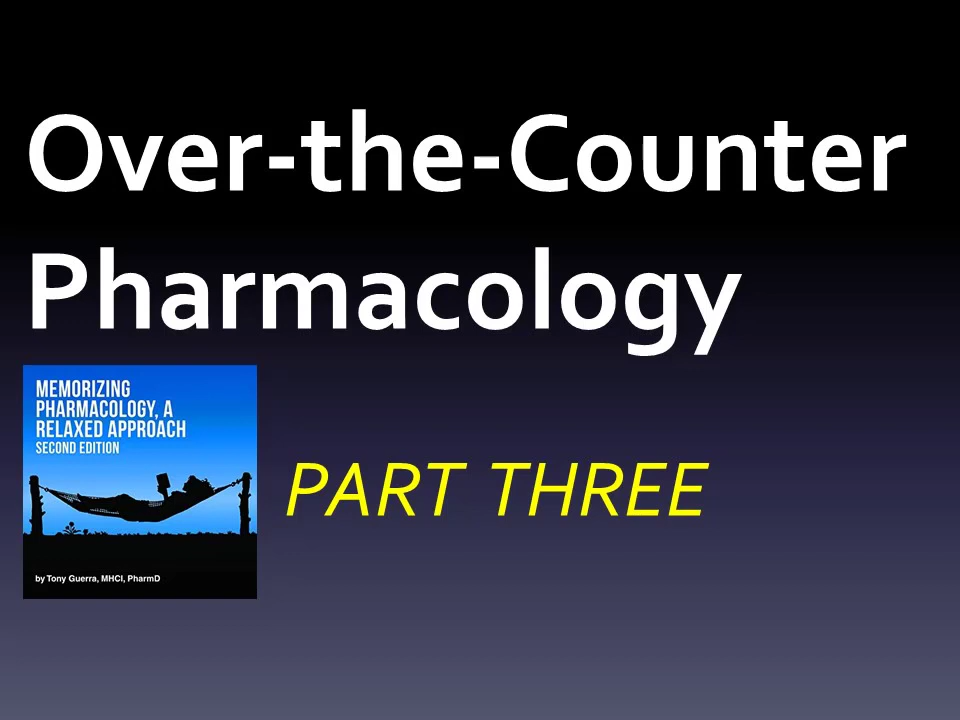 Over-the-Counter
Pharmacology
MEMORIZING
PHARMACOLOGY, A
RELAXED APPROACH
SECOND EDITION
by Tony Guerra, MHCI, PharmD
PART THREE